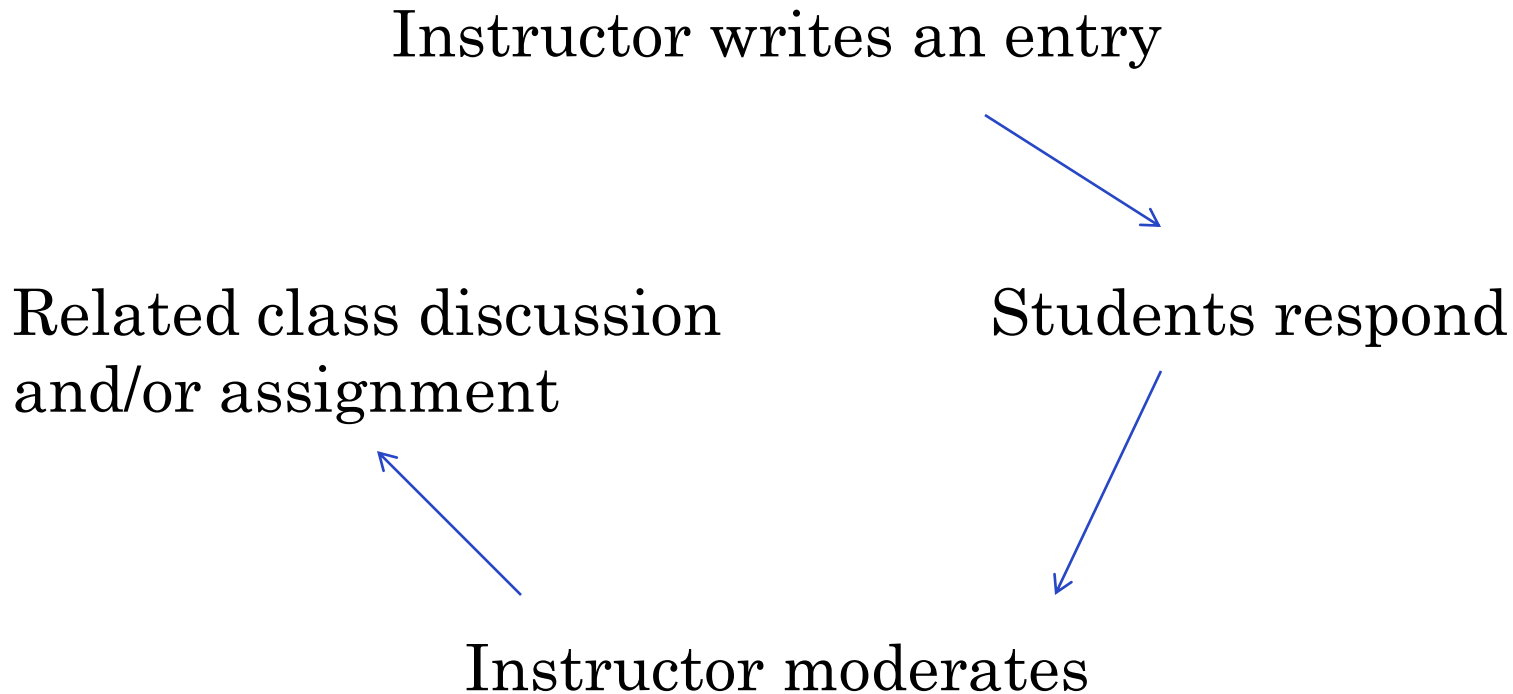 Instructor writes an entry
Related class discussion
and/or assignment
Students respond
Instructor moderates